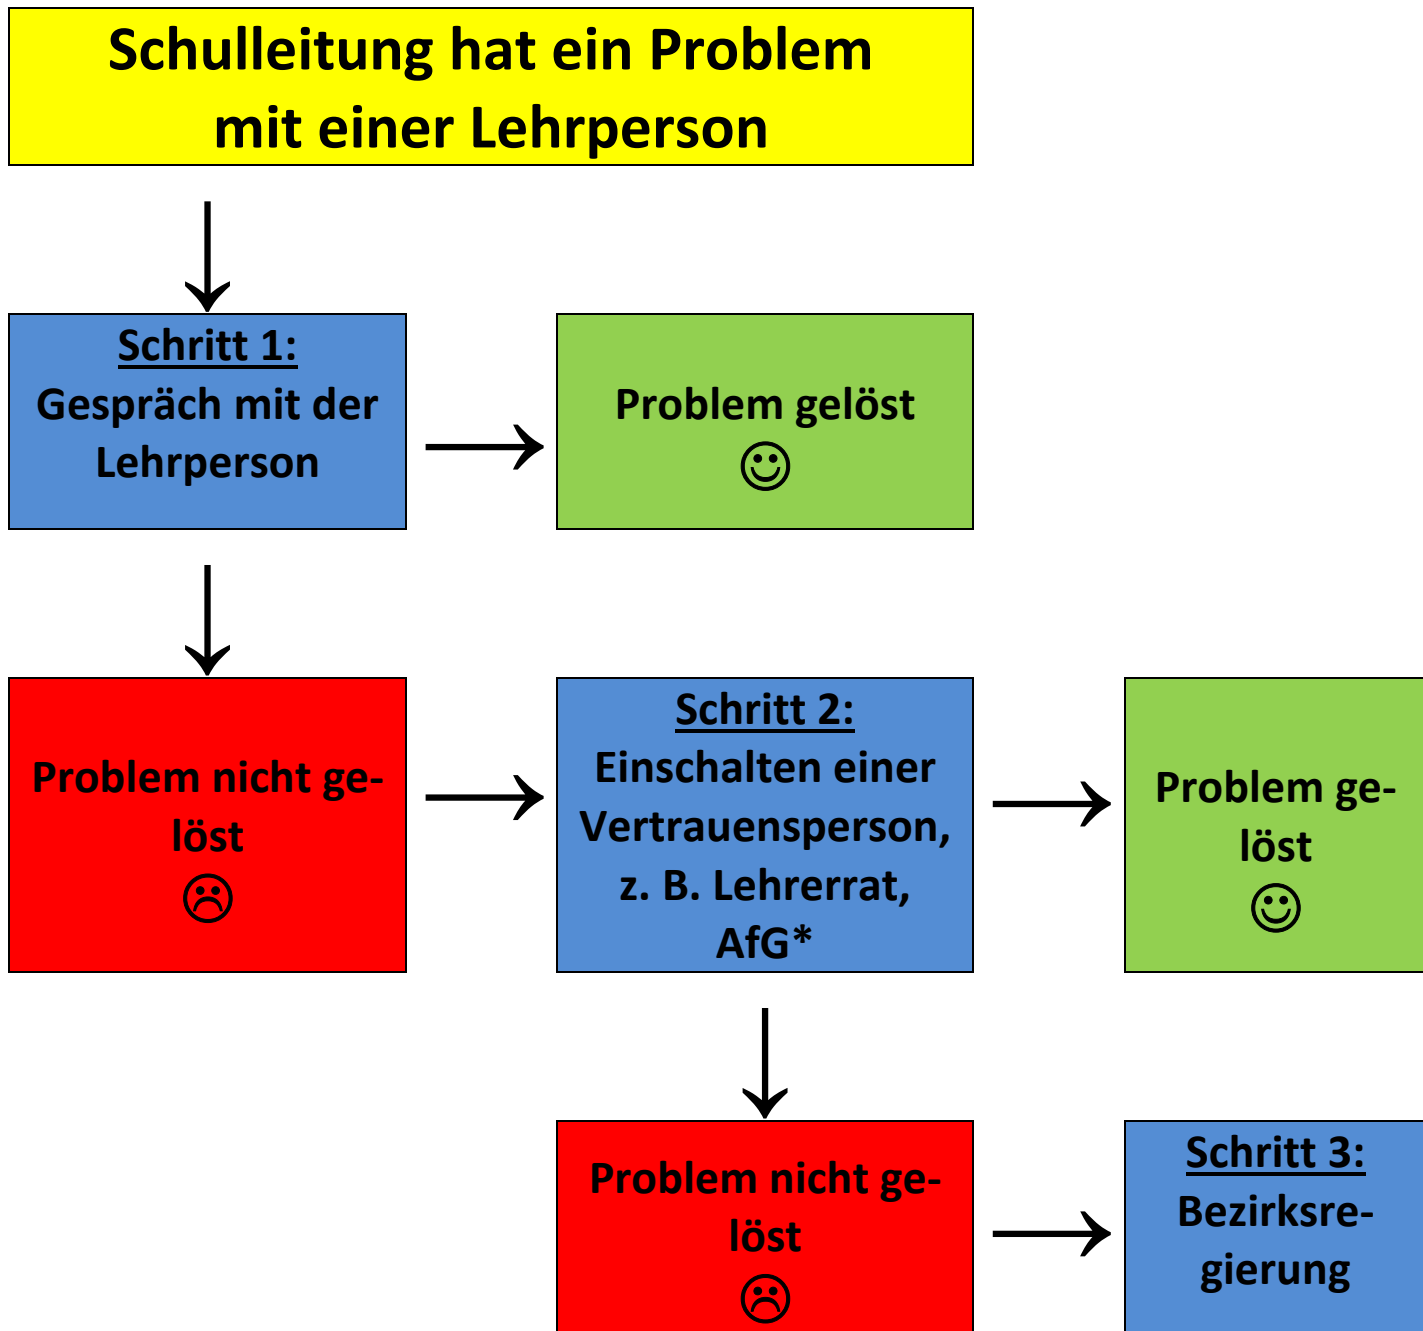 Schulleitung hat ein Problem
mit einer Lehrperson
Schritt 1:
Gespräch mit der
Lehrperson
Problem gelöst
Problem nicht ge-
löst
Schritt 2:
Einschalten einer
Vertrauensperson,
z. B. Lehrerrat,
AfG*
Problem ge-
löst
Problem nicht ge-
löst
Schritt 3:
Bezirksre-
gierung